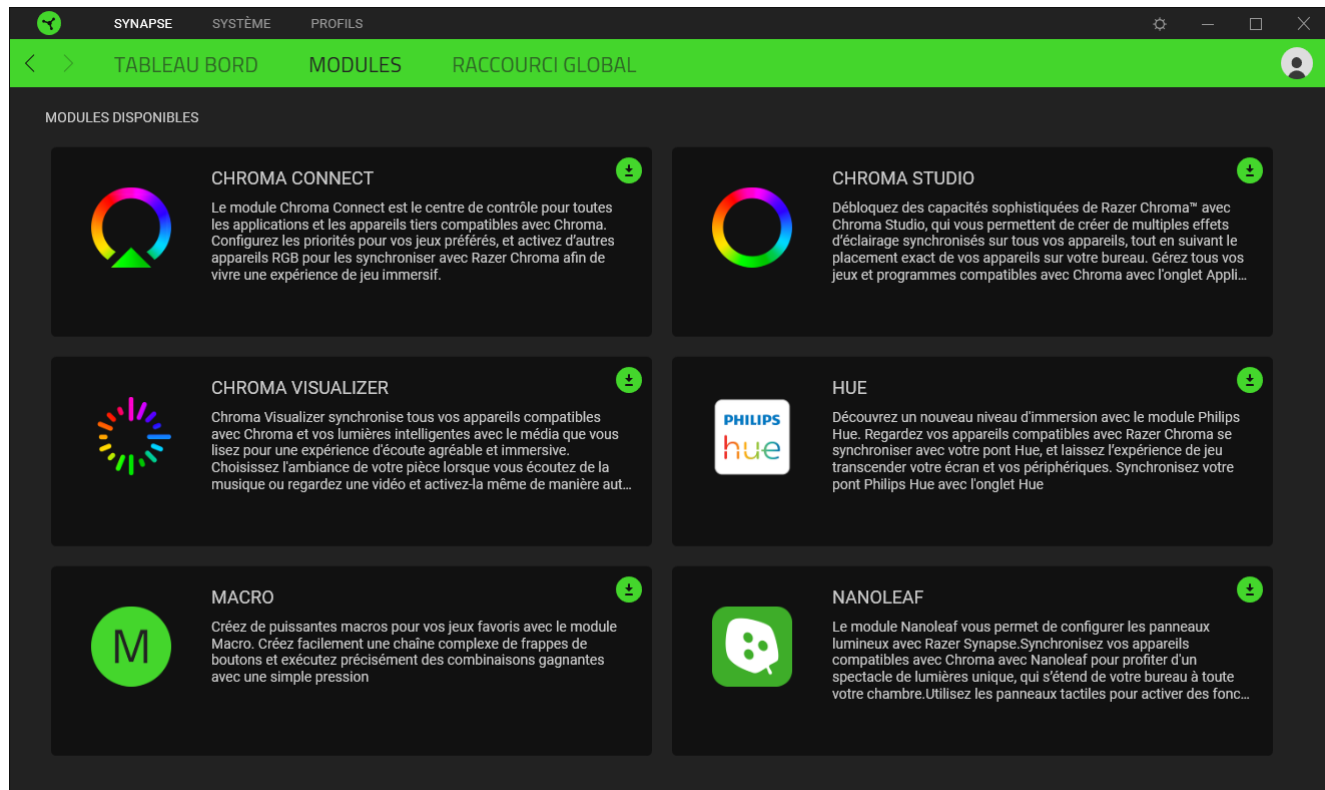 SYNAPSE SYSTÈME PROFILS
TABLEAU BORD MODULES RACCOURCI GLOBAL
MODULES DISPONIBLES
CHROMA CONNECT
Le module Chroma Connect est le centre de contrôle pour toutes
les applications et les appareils tiers compatibles avec Chroma.
Configurez les priorités pour vos jeux préférés, et activez d'autres
appareils RGB pour les synchroniser avec Razer Chroma afin de
vivre une expérience de jeu immersif.
CHROMA STUDIO
Débloquez des capacités sophistiquées de Razer Chroma™ avec
Chroma Studio, qui vous permettent de créer de multiples effets
d'éclairage synchronisés sur tous vos appareils, tout en suivant le
placement exact de vos appareils sur votre bureau. Gérez tous vos
jeux et programmes compatibles avec Chroma avec l'onglet Appli...
CHROMA VISUALIZER
Chroma Visualizer synchronise tous vos appareils compatibles
avec Chroma et vos lumières intelligentes avec le média que vous
lisez pour une expérience d'écoute agréable et immersive.
Choisissez l'ambiance de votre pièce lorsque vous écoutez de la
musique ou regardez une vidéo et activez-la même de manière aut...
PHILIPS
hue
HUE
Découvrez un nouveau niveau d'immersion avec le module Philips
Hue. Regardez vos appareils compatibles avec Razer Chroma se
synchroniser avec votre pont Hue, et laissez l'expérience de jeu
transcender votre écran et vos périphériques. Synchronisez votre
pont Philips Hue avec l'onglet Hue
M
MACRO
Créez de puissantes macros pour vos jeux favoris avec le module
Macro. Créez facilement une chaîne complexe de frappes de
boutons et exécutez précisément des combinaisons gagnantes
avec une simple pression
NANOLEAF
Le module Nanoleaf vous permet de configurer les panneaux
lumineux avec Razer Synapse.Synchronisez vos appareils
compatibles avec Chroma avec Nanoleaf pour profiter d'un
spectacle de lumières unique, qui s'étend de votre bureau à toute
votre chambre.Utilisez les panneaux tactiles pour activer des fonc...